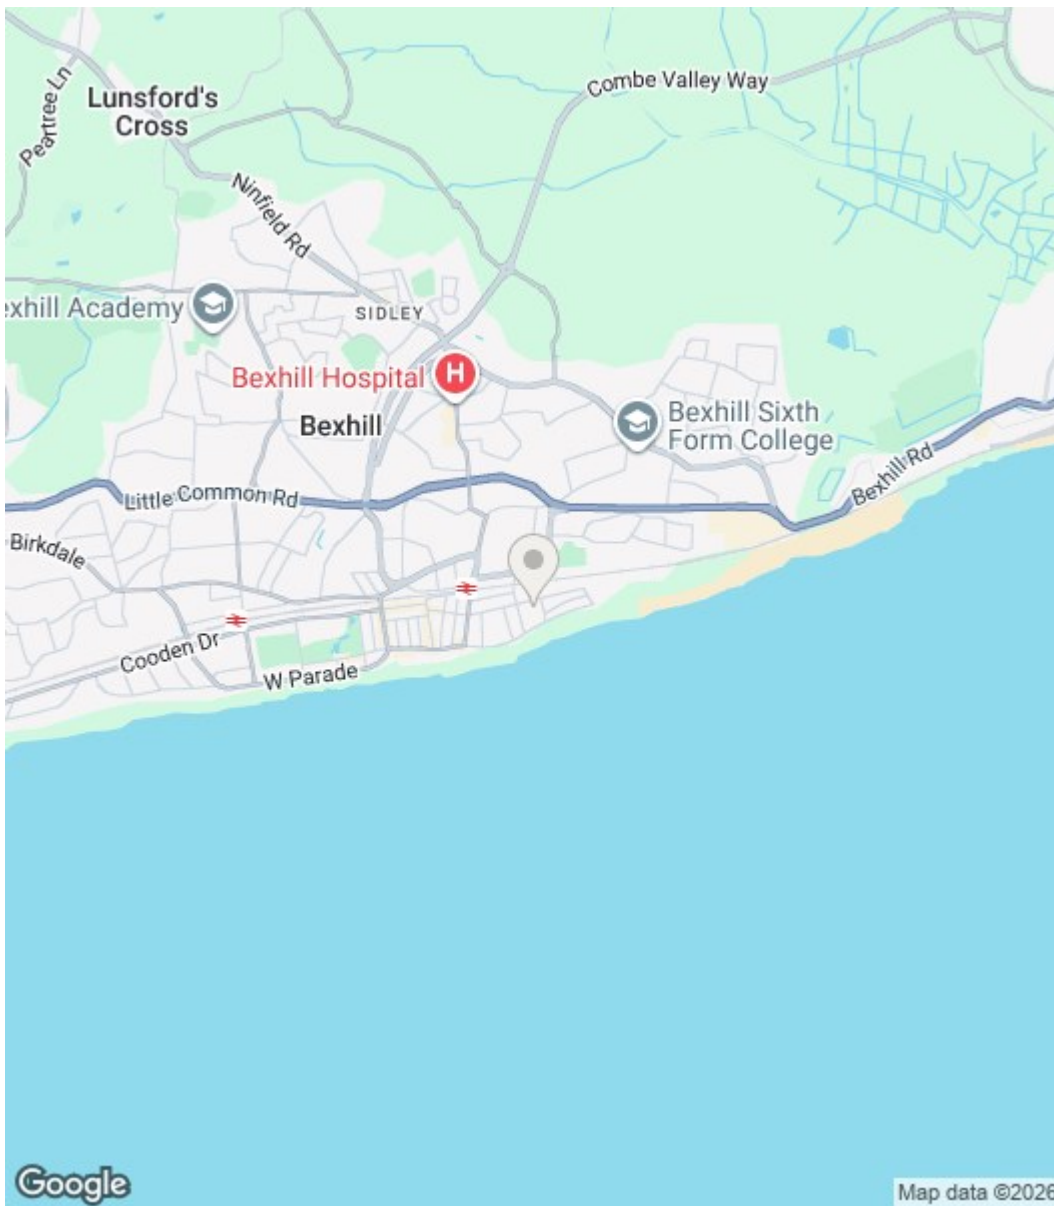 Combe Valley Way
Peartree Ln
Lunsford's
Cross
Ninfield Rd
exhill Academy
SIDLEY
Bexhill Hospital
H
Bexhill
Bexhill Sixth
Form College
Bexhill Rd
Little Common Rd
Birkdale
Cooden Dr
W Parade
Google
Map data ©2026